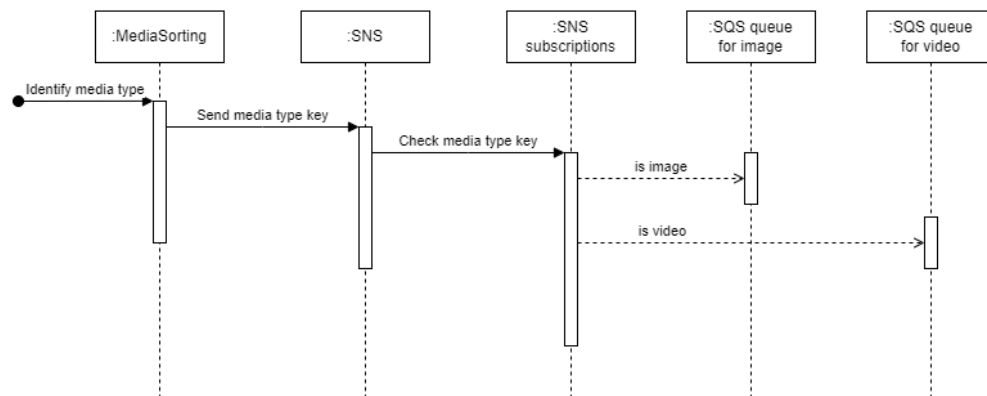 :MediaSorting
:SNS
:SNS
subscriptions
:SQS queue
for image
:SQS queue
for video
Identify media type
Send media type key
Check media type key
is image
is video